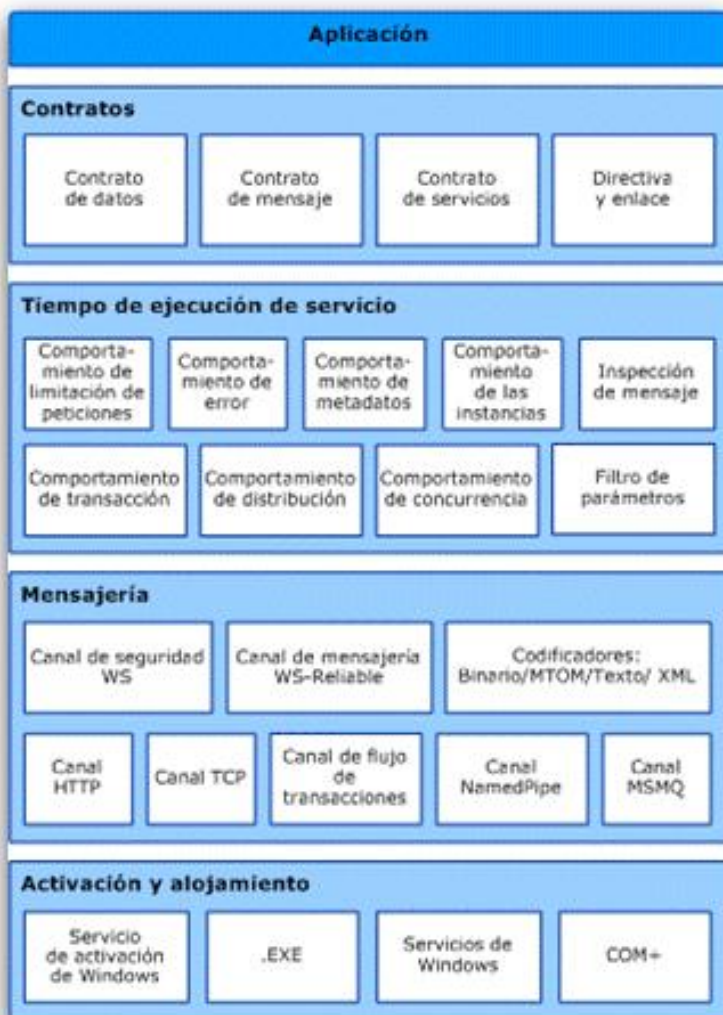 Aplicación
Contratos
Contrato
de datos
Contrato
de mensaje
Contrato
de servicios
Directiva
y enlace
Tiempo de ejecución de servicio
Comporta-
miento de
limitación de
peticiones
Comporta-
miento de
error
Comporta-
miento de
metadatos
Comporta-
miento
de las
instancias
Inspección
de mensaje
Comportamiento
de transacción
Comportamiento
de distribución
Comportamiento
de concurrencia
Filtro de
parámetros
Mensajería
Canal de seguridad
WS
Canal de mensajería
WS-Reliable
Codificadores:
Binario/MTOM/Texto/ XML
Canal
HTTP
Canal TCP
Canal de flujo
de
transacciones
Canal
NamedPipe
Canal
MSMQ
Activación y alojamiento
Servicio
de activación
de Windows
.EXE
Servicios de
Windows
COM+